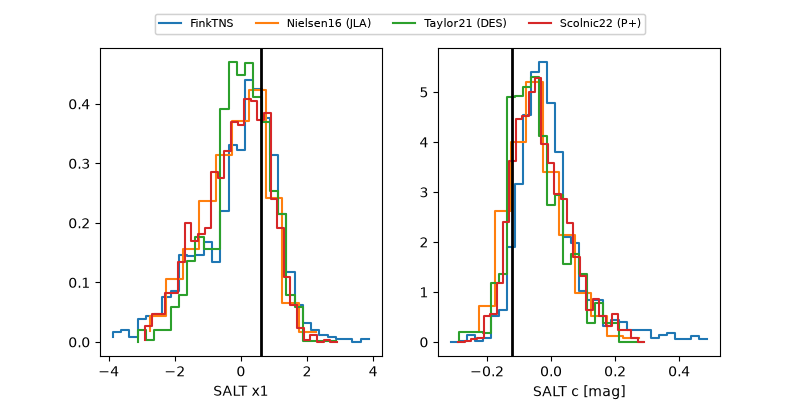 FinkTNS Nielsen16 (JLA) Taylor21 (DES) Scolnic22 (P+)
0.4
0.3
0.2
0.1
0.0
−4 −2 0 2 4
SALT x1
5
4
3
2
1
0
−0.2 0.0 0.2 0.4
SALT c [mag]